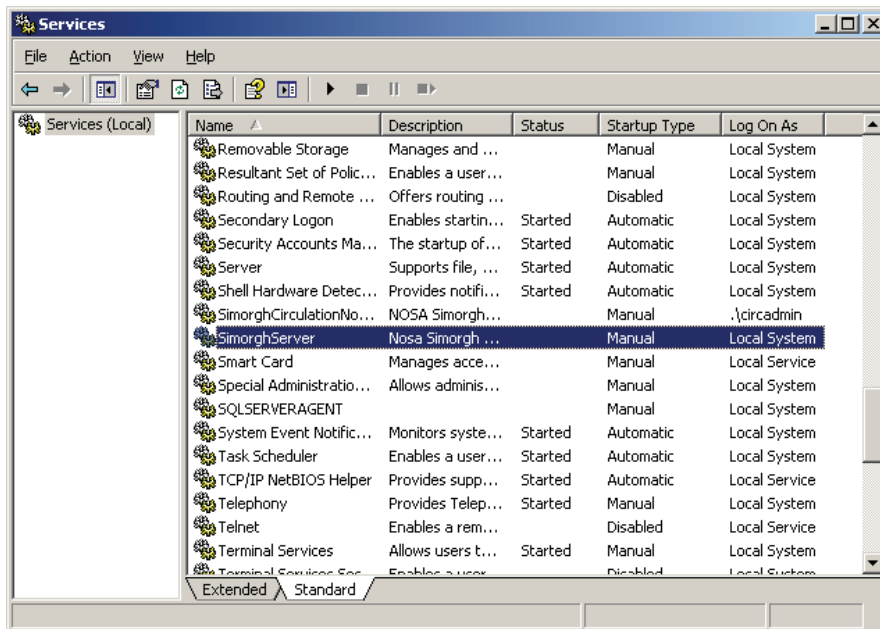 Services
File Action View Help
Services (Local)
Name Description Status Startup Type Log On As
Removable Storage Manages and ... Manual Local System
Resultant Set of Polic... Enables a user... Manual Local System
Routing and Remote ... Offers routing ... Disabled Local System
Secondary Logon Enables startin... Started Automatic Local System
Security Accounts Ma... The startup of... Started Automatic Local System
Server Supports file, ... Started Automatic Local System
Shell Hardware Detec... Provides notifi... Started Automatic Local System
SimorghCirculationNo... NOSA Simorgh... Manual .\circadmin
SimorghServer Nosa Simorgh ... Manual Local System
Smart Card Manages acce... Manual Local Service
Special Administratio... Allows adminis... Manual Local System
SQLSERVERAGENT Manual Local System
System Event Notific... Monitors syste... Started Automatic Local System
Task Scheduler Enables a user... Started Automatic Local System
TCP/IP NetBIOS Helper Provides supp... Started Automatic Local Service
Telephony Provides Telep... Started Manual Local System
Telnet Enables a rem... Disabled Local Service
Terminal Services Allows users t... Started Manual Local System
Terminal Services Ses... Enables a user... Disabled Local System
Extended Standard